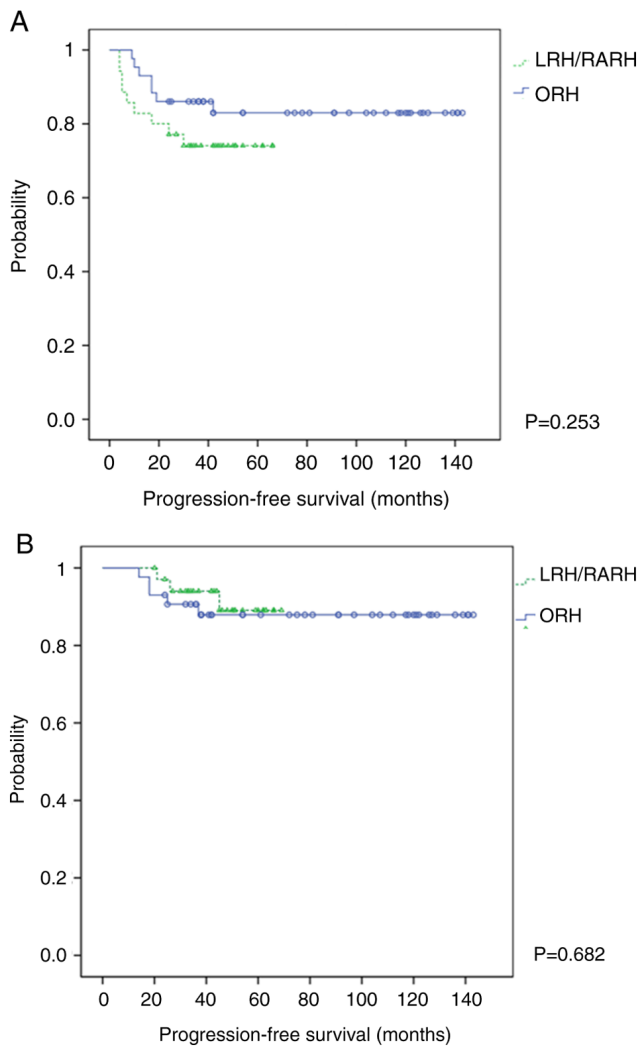 A
LRH/RARH
ORH
1
0.8
0.6
0.4
0.2
0.0
Probability
P=0.253
0 20 40 60 80 100 120 140
Progression-free survival (months)
B
LRH/RARH
ORH
1
0.8
0.6
0.4
0.2
0.0
Probability
P=0.682
0 20 40 60 80 100 120 140
Progression-free survival (months)